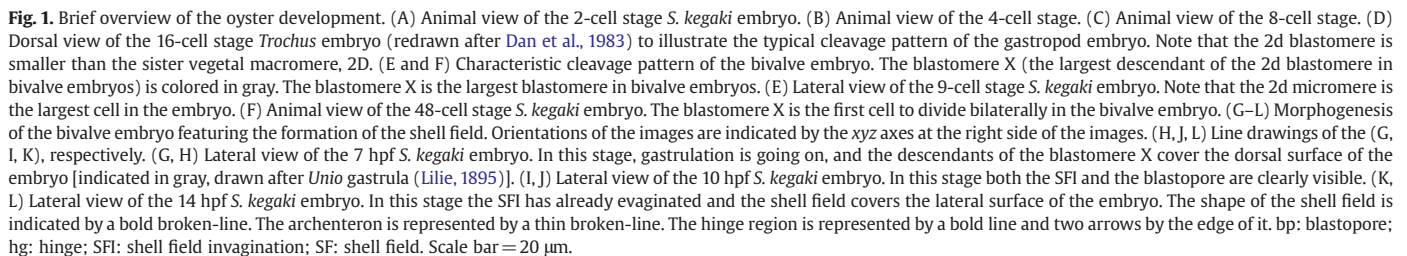 Fig. 1. Brief overview of the oyster development. (A) Animal view of the 2-cell stage S. kegaki embryo. (B) Animal view of the 4-cell stage. (C) Animal view of the 8-cell stage. (D)
Dorsal view of the 16-cell stage Trochus embryo (redrawn after Dan et al., 1983) to illustrate the typical cleavage pattern of the gastropod embryo. Note that the 2d blastomere is
smaller than the sister vegetal macromere, 2D. (E and F) Characteristic cleavage pattern of the bivalve embryo. The blastomere X (the largest descendant of the 2d blastomere in
bivalve embryos) is colored in gray. The blastomere X is the largest blastomere in bivalve embryos. (E) Lateral view of the 9-cell stage S. kegaki embryo. Note that the 2d micromere is
the largest cell in the embryo. (F) Animal view of the 48-cell stage S. kegaki embryo. The blastomere X is the first cell to divide bilaterally in the bivalve embryo. (G–L) Morphogenesis
of the bivalve embryo featuring the formation of the shell field. Orientations of the images are indicated by the xyz axes at the right side of the images. (H, J, L) Line drawings of the (G,
I, K), respectively. (G, H) Lateral view of the 7 hpf S. kegaki embryo. In this stage, gastrulation is going on, and the descendants of the blastomere X cover the dorsal surface of the
embryo [indicated in gray, drawn after Unio gastrula (Lilie, 1895)]. (I, J) Lateral view of the 10 hpf S. kegaki embryo. In this stage both the SFI and the blastopore are clearly visible. (K,
L) Lateral view of the 14 hpf S. kegaki embryo. In this stage the SFI has already evaginated and the shell field covers the lateral surface of the embryo. The shape of the shell field is
indicated by a bold broken-line. The archenteron is represented by a thin broken-line. The hinge region is represented by a bold line and two arrows by the edge of it. bp: blastopore;
hg: hinge; SFI: shell field invagination; SF: shell field. Scale bar = 20 μm.